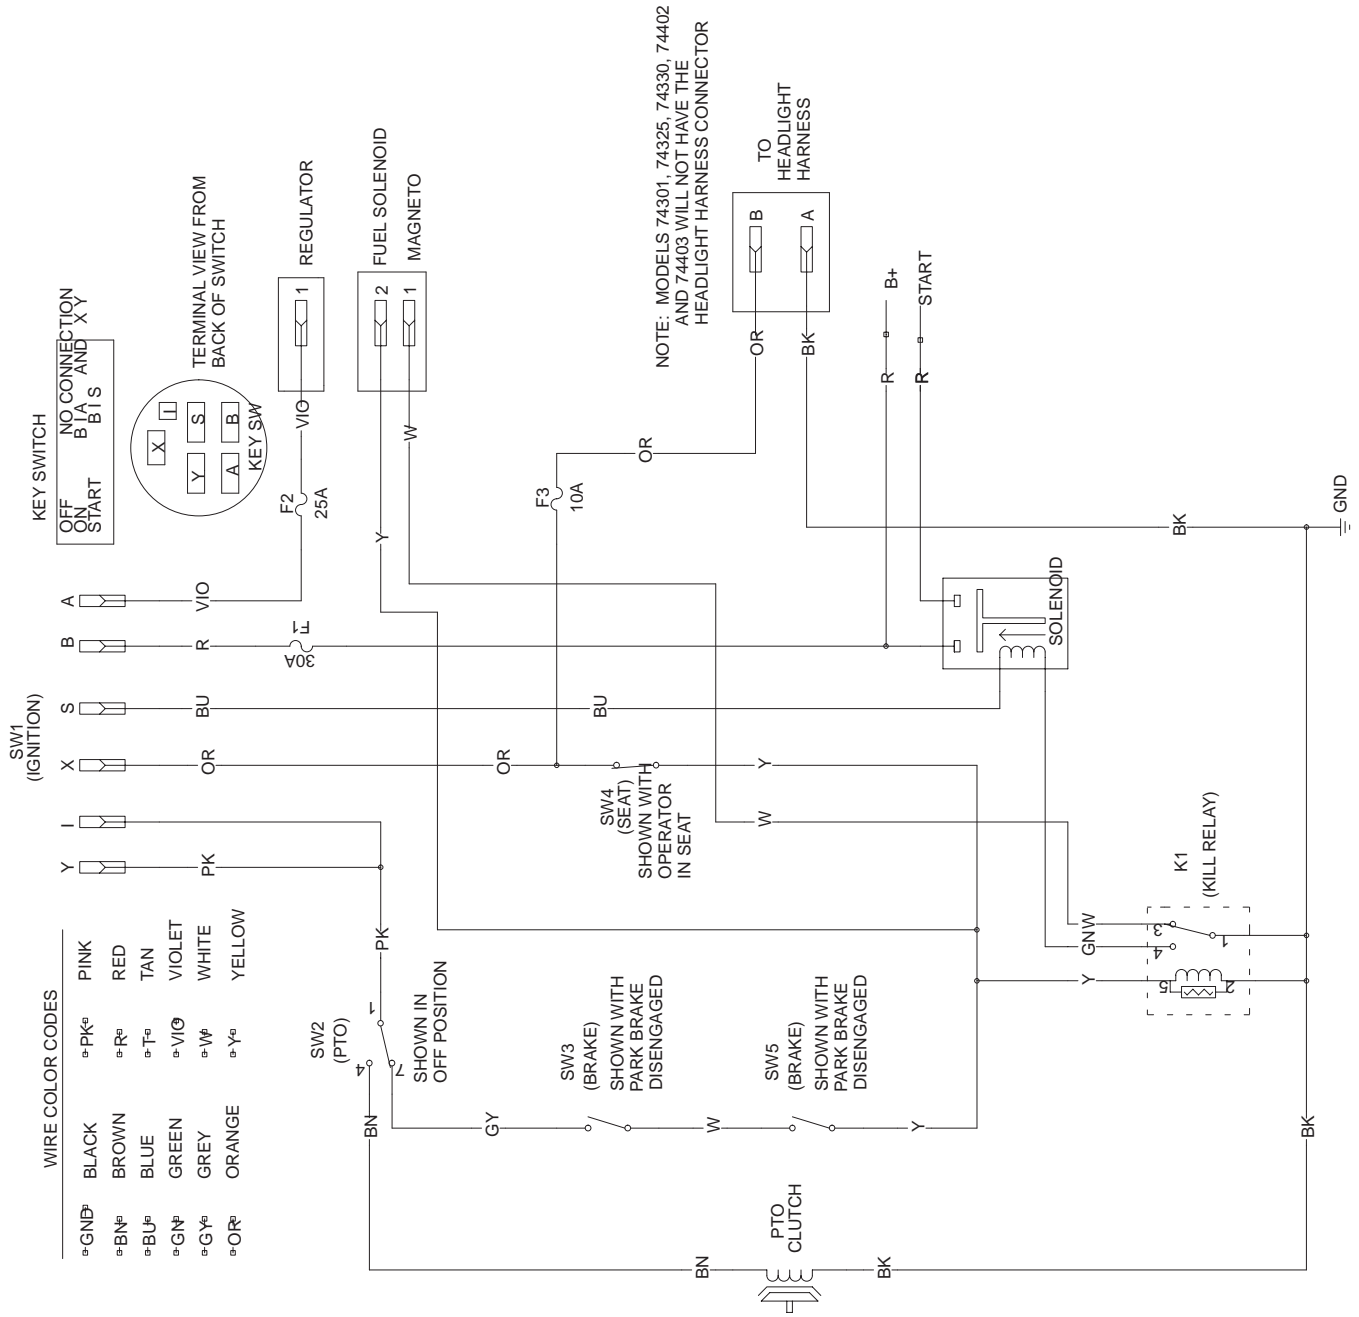 KEY SWITCH
OFF NO CONNECTION
ON B I A AND X Y
START B I S
TERMINAL VIEW FROM
BACK OF SWITCH
X
I
Y
S
A
B
KEY SW
REGULATOR
1
VIO
F2
25A
FUEL SOLENOID
2
MAGNETO
1
Y
W
NOTE: MODELS 74301, 74325, 74330, 74402
AND 74403 WILL NOT HAVE THE
HEADLIGHT HARNESS CONNECTOR
TO
HEADLIGHT
HARNESS
B
A
OR
BK
OR
F3
10A
B+
START
R
R
BK
GND
SW1
(IGNITION)
A
VIO
B
R
F1
30A
S
BU
BU
X
OR
OR
I
Y
PK
SOLENOID
SW4
(SEAT)
SHOWN WITH
OPERATOR
IN SEAT
Y
W
K1
(KILL RELAY)
W
GN
3
4
1
Y
5
2
WIRE COLOR CODES
GND BLACK PK PINK
BN BROWN R RED
BU BLUE T TAN
GN GREEN VIO VIOLET
GY GREY W WHITE
OR ORANGE Y YELLOW
PK
1
SW2
(PTO)
4
7
SHOWN IN
OFF POSITION
BN
GY
SW3
(BRAKE)
SHOWN WITH
PARK BRAKE
DISENGAGED
W
SW5
(BRAKE)
SHOWN WITH
PARK BRAKE
DISENGAGED
Y
BK
BN
PTO
CLUTCH
BK